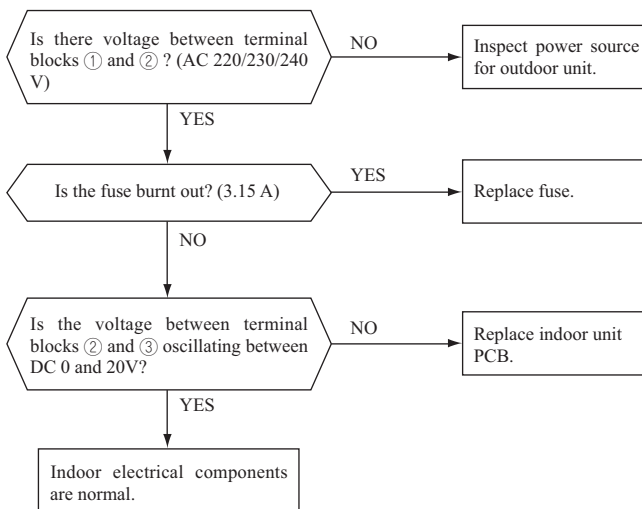 Is there voltage between terminal
blocks ① and ② ? (AC 220/230/240
V)
NO
Inspect power source
for outdoor unit.
YES
Is the fuse burnt out? (3.15 A)
YES
Replace fuse.
NO
Is the voltage between terminal
blocks ② and ③ oscillating between
DC 0 and 20V?
NO
Replace indoor unit
PCB.
YES
Indoor electrical components
are normal.